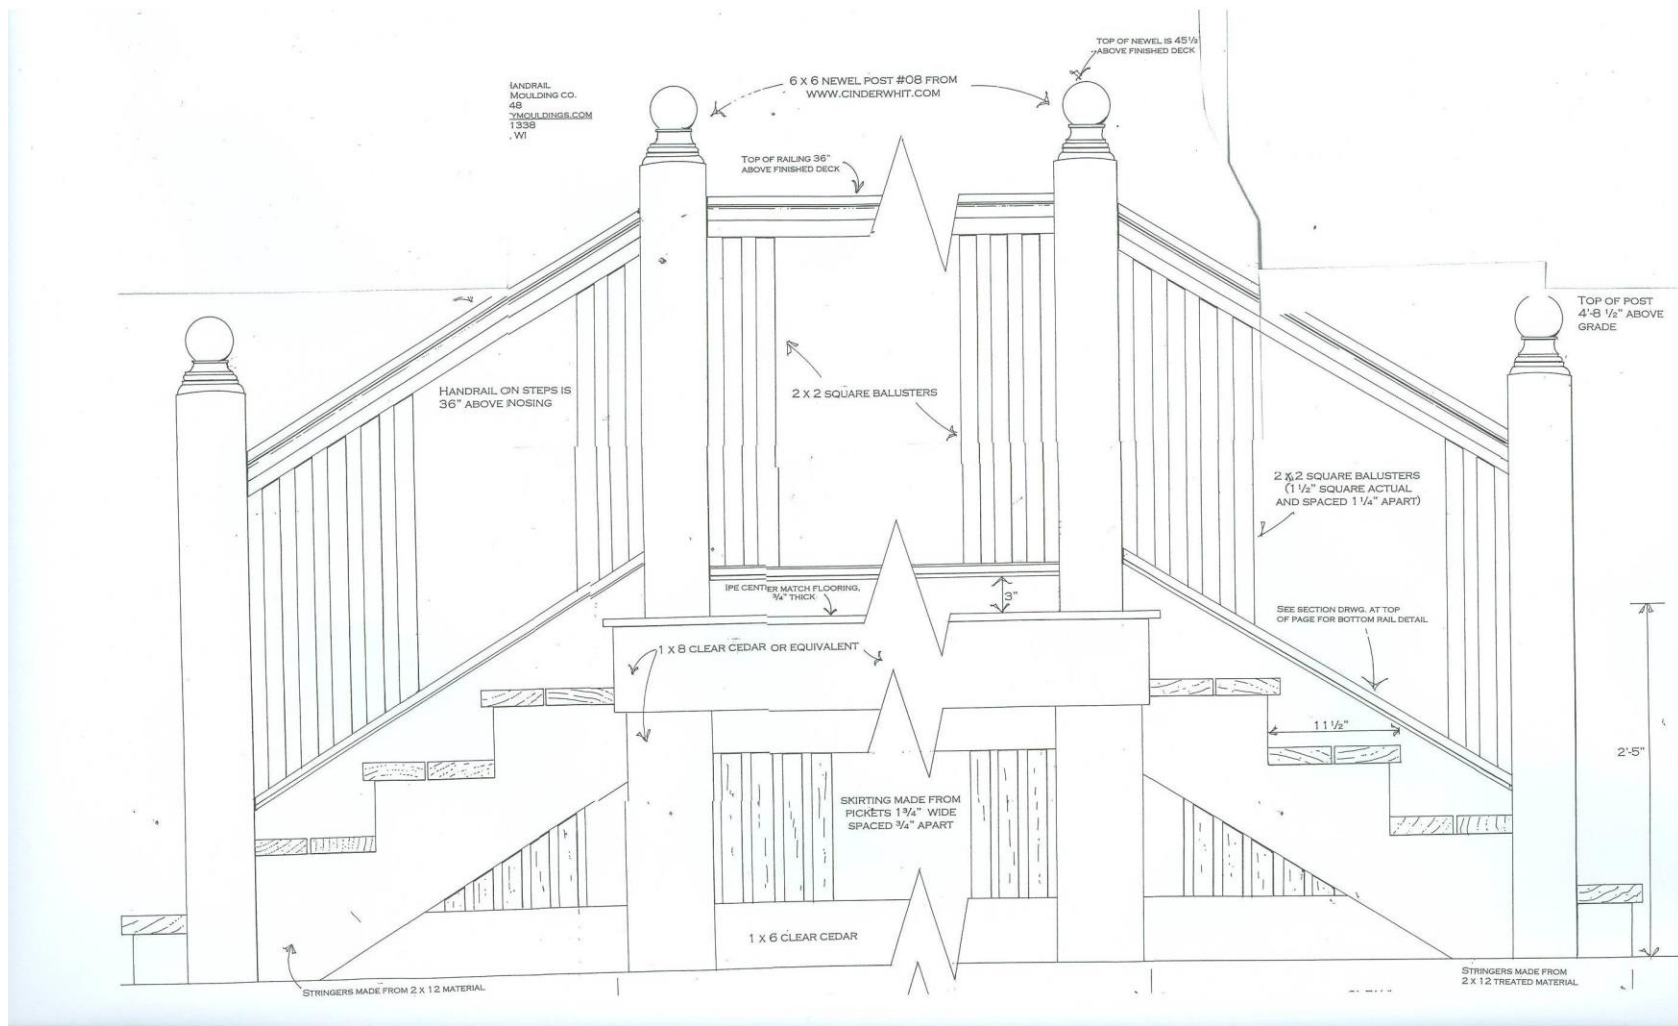 HANDRAIL
MOULDING CO.
48
YMOULDINGS.COM
1338
, WI
6 X 6 NEWEL POST #08 FROM
WWW.CINDERWHIT.COM
TOP OF NEWEL IS 45½
ABOVE FINISHED DECK
TOP OF RAILING 36"
ABOVE FINISHED DECK
TOP OF POST
4'-8 ½" ABOVE
GRADE
HANDRAIL ON STEPS IS
36" ABOVE NOSING
2 X 2 SQUARE BALUSTERS
2 X 2 SQUARE BALUSTERS
(1 ½" SQUARE ACTUAL
AND SPACED 1 ¼" APART)
IPE CENTER MATCH FLOORING,
¾" THICK
3"
SEE SECTION DRWG. AT TOP
OF PAGE FOR BOTTOM RAIL DETAIL
1 X 8 CLEAR CEDAR OR EQUIVALENT
11 ½"
2'-5"
SKIRTING MADE FROM
PICKETS 1 ¾" WIDE
SPACED ¾" APART
1 X 6 CLEAR CEDAR
STRINGERS MADE FROM 2 X 12 MATERIAL
STRINGERS MADE FROM
2 X 12 TREATED MATERIAL